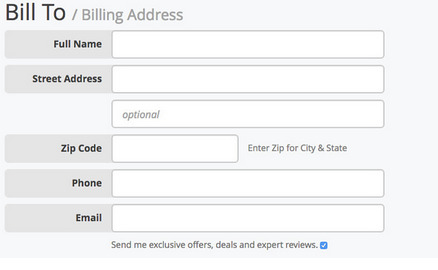 Bill To / Billing Address
Full Name
Street Address
optional
Zip Code Enter Zip for City & State
Phone
Email
Send me exclusive offers, deals and expert reviews.